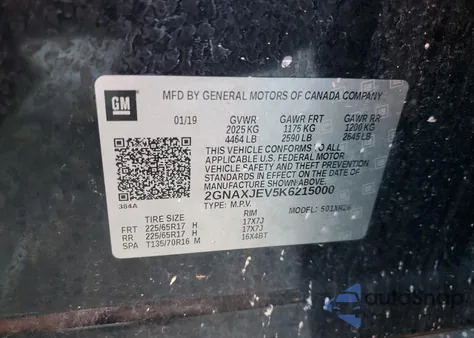 GM
MFD BY GENERAL MOTORS OF CANADA COMPANY
01/19 GVWR GAWR FRT GAWR RR
2025 KG 1175 KG 1200 KG
4464 LB 2590 LB 2645 LB
THIS VEHICLE CONFORMS TO ALL
APPLICABLE U.S. FEDERAL MOTOR
VEHICLE SAFETY, BUMPER, AND THEFT
PREVENTION STANDARDS IN EFFECT ON
THE DATE OF MANUFACTURE SHOWN ABOVE.
2GNAXJEV5K6215000
384A TYPE: M.P.V. MODEL:
TIRE SIZE RIM
FRT 225/65R17 H 17X7J
RR 225/65R17 H 17X7J
SPA T135/70R16 M 16X4BT
autoSnap